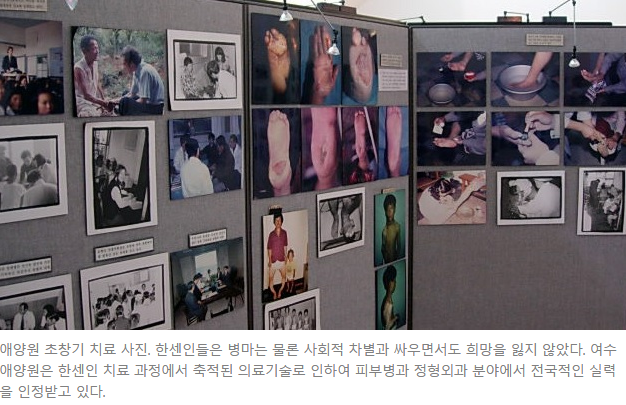 애양원 초창기 치료 사진. 한센인들은 병마는 물론 사회적 차별과 싸우면서도 희망을 잃지 않았다. 여수
애양원은 한센인 치료 과정에서 축적된 의료기술로 인하여 피부병과 정형외과 분야에서 전국적인 실력
을 인정받고 있다.